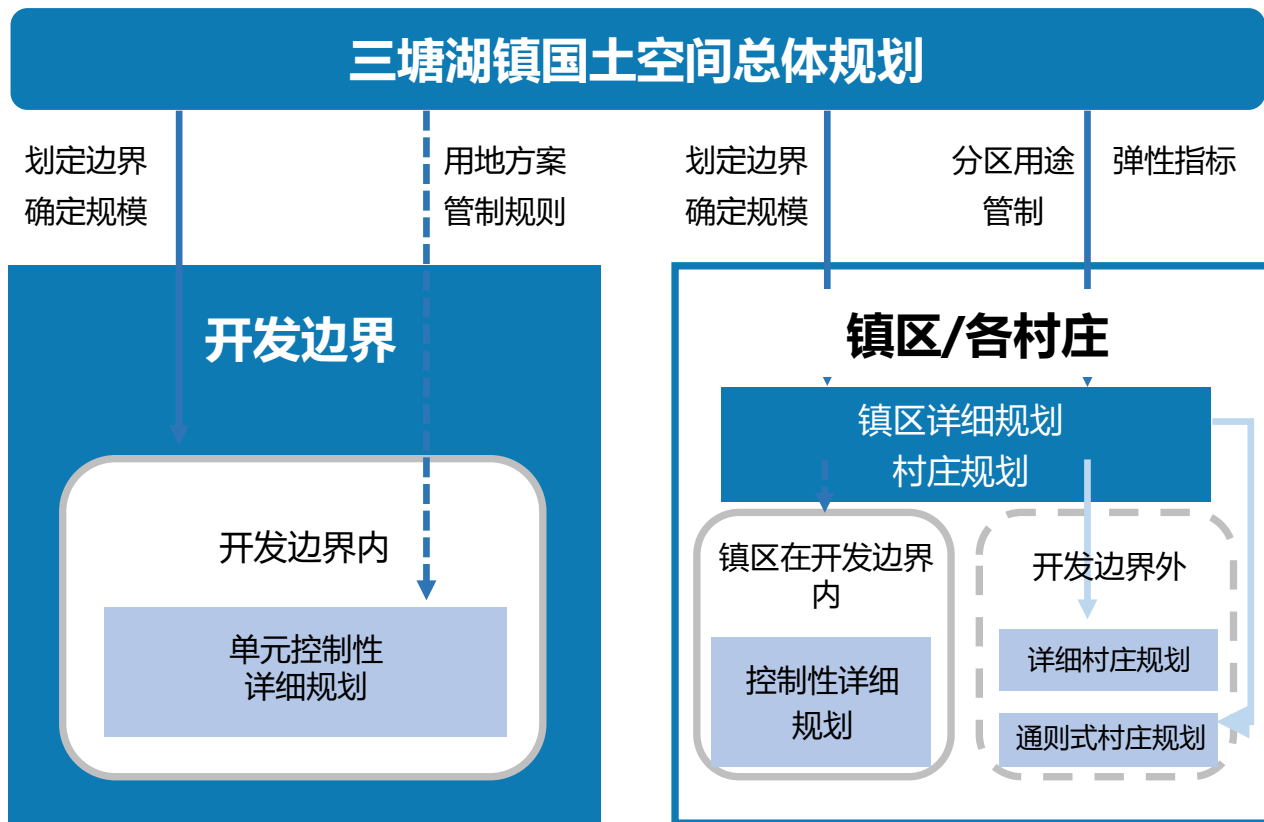 三塘湖镇国土空间总体规划
划定边界
确定规模
用地方案
管制规则
划定边界
确定规模
分区用途
管制
弹性指标
开发边界
开发边界内
单元控制性
详细规划
镇区/各村庄
镇区详细规划
村庄规划
镇区在开发边界
内
控制性详细
规划
开发边界外
详细村庄规划
通则式村庄规划